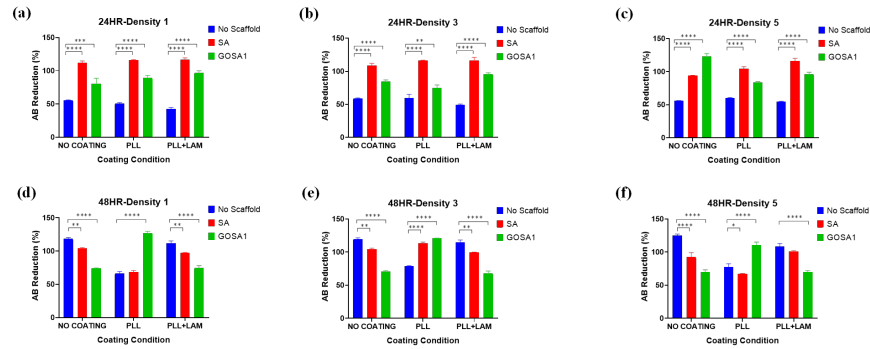 (a)
24HR-Density 1
No Scaffold
SA
GOSA1
*** ****
**** **** ****
AB Reduction (%)
150
100
50
0
NO COATING PLL PLL+LAM
Coating Condition
(b)
24HR-Density 3
No Scaffold
SA
GOSA1
**** ** ****
**** **** ****
AB Reduction (%)
150
100
50
0
NO COATING PLL PLL+LAM
Coating Condition
(c)
24HR-Density 5
No Scaffold
SA
GOSA1
**** **** ****
**** **** ****
AB Reduction (%)
150
100
50
0
NO COATING PLL PLL+LAM
Coating Condition
(d)
48HR-Density 1
No Scaffold
SA
GOSA1
**** **** ****
** **
AB Reduction (%)
150
100
50
0
NO COATING PLL PLL+LAM
Coating Condition
(e)
48HR-Density 3
No Scaffold
SA
GOSA1
**** **** ****
** **** **
AB Reduction (%)
150
100
50
0
NO COATING PLL PLL+LAM
Coating Condition
(f)
48HR-Density 5
No Scaffold
SA
GOSA1
**** **** ****
**** *
AB Reduction (%)
150
100
50
0
NO COATING PLL PLL+LAM
Coating Condition